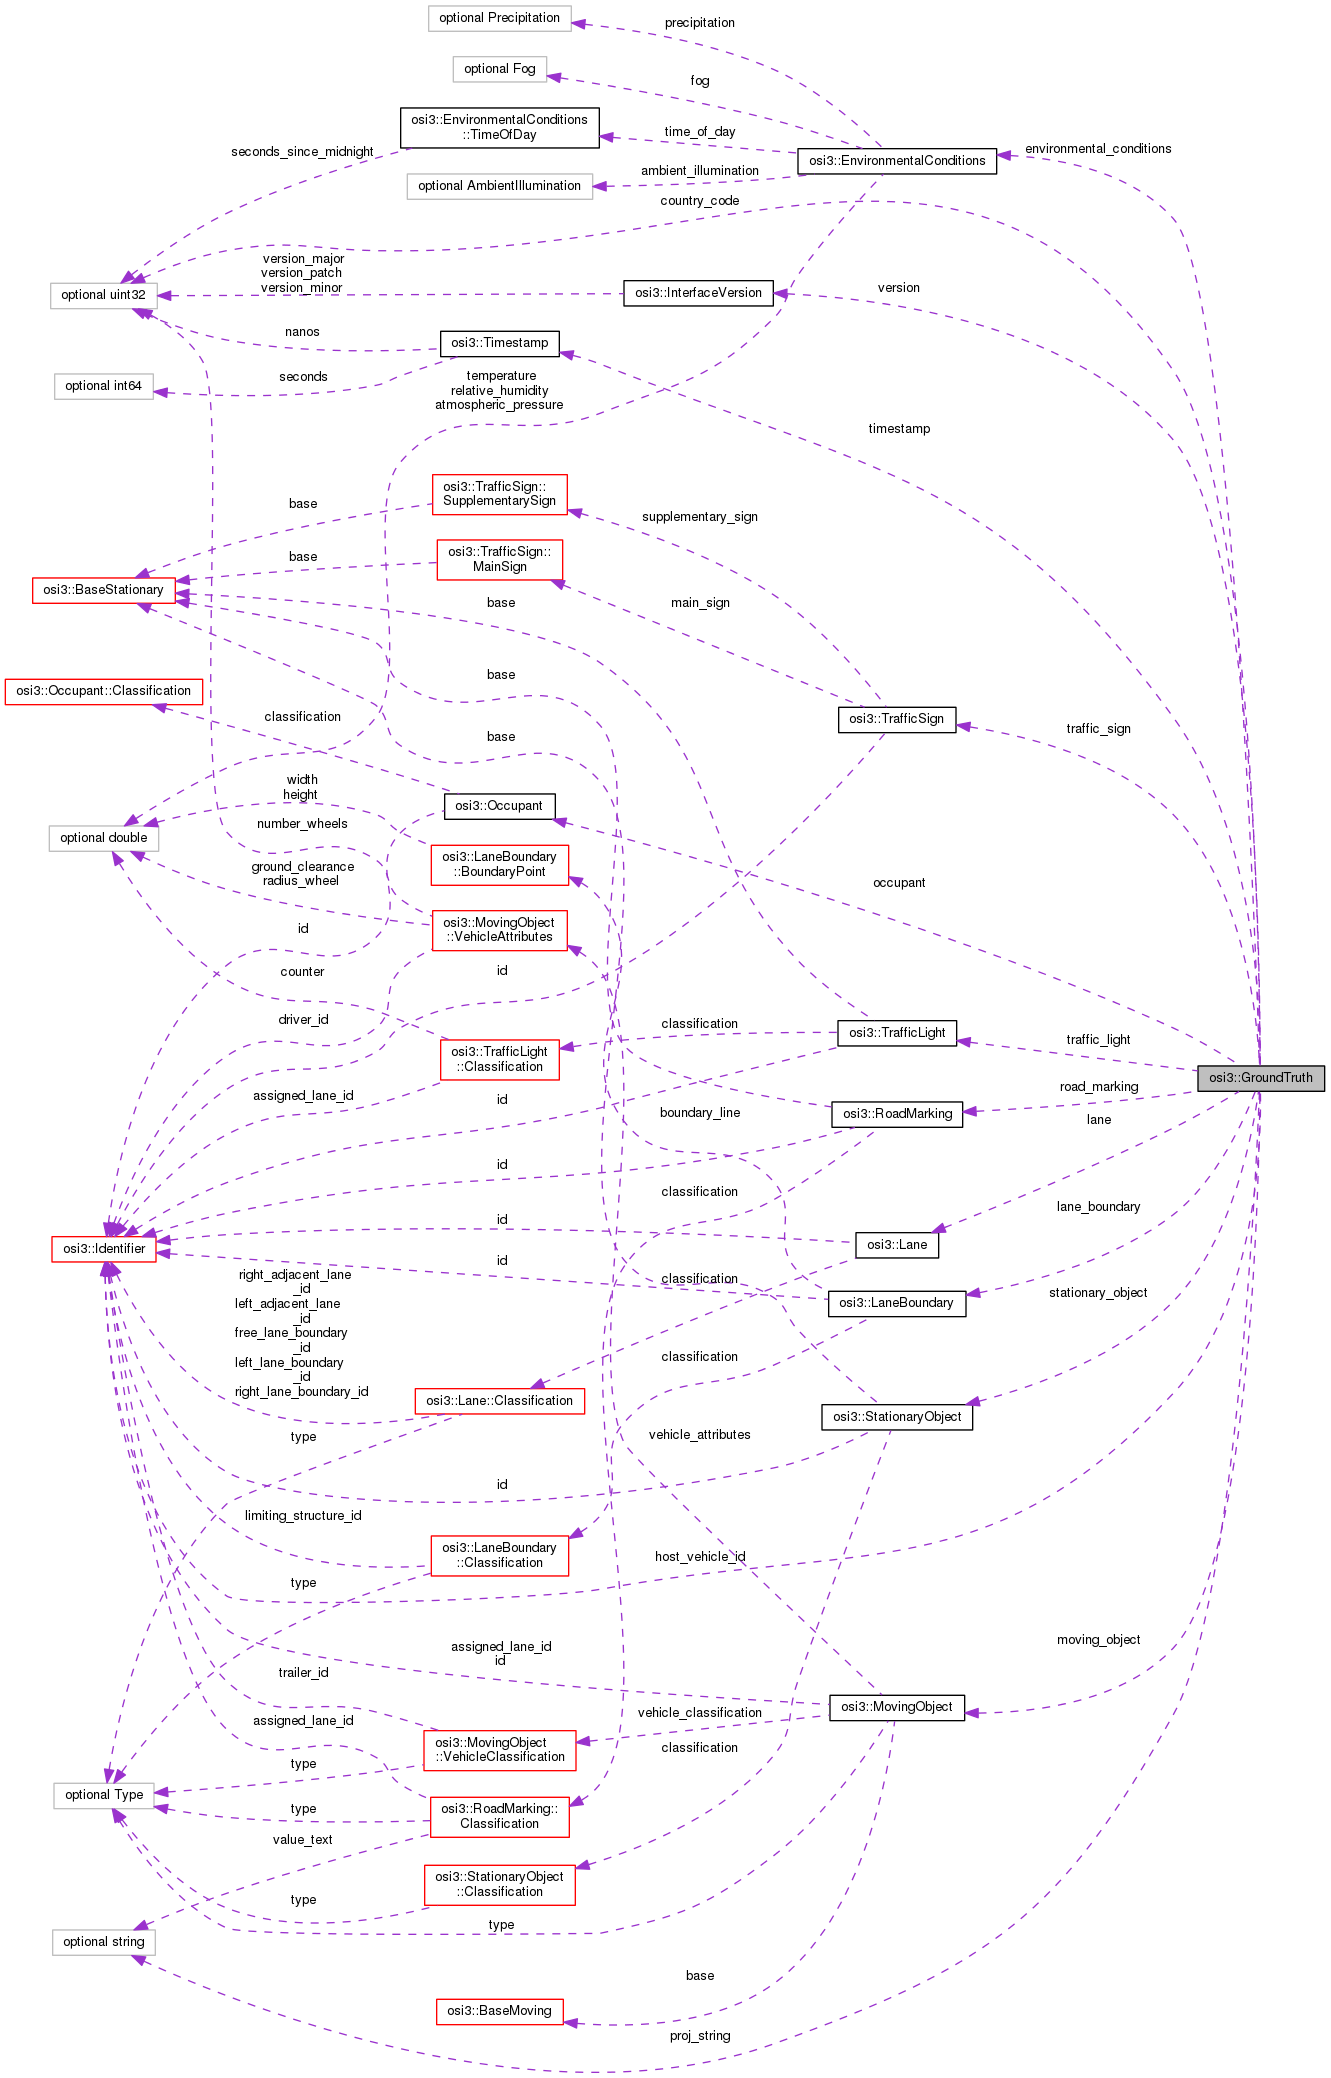 optional Precipitation
precipitation
optional Fog
fog
osi3::EnvironmentalConditions
::TimeOfDay
time_of_day
osi3::EnvironmentalConditions
environmental_conditions
seconds_since_midnight
optional AmbientIllumination
ambient_illumination
country_code
version_major
version_patch
version_minor
optional uint32
osi3::InterfaceVersion
version
nanos
osi3::Timestamp
optional int64
seconds
temperature
relative_humidity
atmospheric_pressure
timestamp
osi3::TrafficSign::
SupplementarySign
base
supplementary_sign
osi3::TrafficSign::
MainSign
base
osi3::BaseStationary
base
main_sign
base
osi3::Occupant::Classification
classification
osi3::TrafficSign
traffic_sign
base
width
height
osi3::Occupant
optional double
number_wheels
osi3::LaneBoundary
::BoundaryPoint
ground_clearance
radius_wheel
occupant
osi3::MovingObject
::VehicleAttributes
id
counter
id
driver_id
classification
osi3::TrafficLight
traffic_light
osi3::TrafficLight
::Classification
osi3::GroundTruth
assigned_lane_id
id
boundary_line
osi3::RoadMarking
road_marking
lane
id
classification
id
osi3::Identifier
osi3::Lane
lane_boundary
id
right_adjacent_lane
_id
left_adjacent_lane
_id
free_lane_boundary
_id
left_lane_boundary
_id
right_lane_boundary_id
classification
osi3::LaneBoundary
stationary_object
classification
osi3::Lane::Classification
osi3::StationaryObject
type
vehicle_attributes
id
limiting_structure_id
osi3::LaneBoundary
::Classification
host_vehicle_id
type
assigned_lane_id
id
moving_object
trailer_id
osi3::MovingObject
vehicle_classification
assigned_lane_id
osi3::MovingObject
::VehicleClassification
classification
type
optional Type
type
osi3::RoadMarking::
Classification
value_text
osi3::StationaryObject
::Classification
type
type
optional string
base
osi3::BaseMoving
proj_string